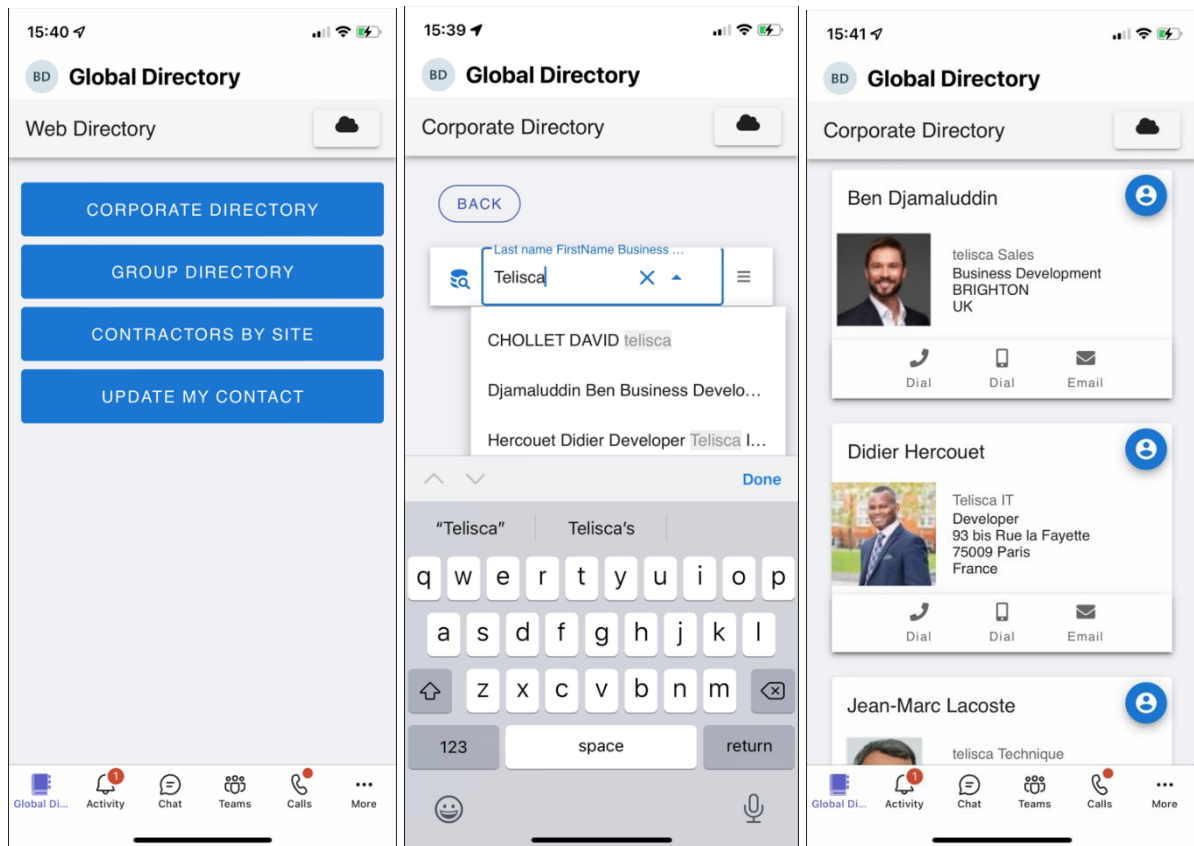 15:40
BD Global Directory
Web Directory
CORPORATE DIRECTORY
GROUP DIRECTORY
CONTRACTORS BY SITE
UPDATE MY CONTACT
Global Di...
1
Activity
Chat
Teams
Calls
More
15:39
BD Global Directory
Corporate Directory
BACK
Last name FirstName Business ...
Telisca
CHOLLET DAVID telisca
Djamaluddin Ben Business Develo...
Hercouet Didier Developer Telisca I...
Done
“Telisca” Telisca's
q w e r t y u i o p
a s d f g h j k l
z x c v b n m
123 space return
15:41
BD Global Directory
Corporate Directory
Ben Djamaluddin
telisca Sales
Business Development
BRIGHTON
UK
Dial Dial Email
Didier Hercouet
Telisca IT
Developer
93 bis Rue la Fayette
75009 Paris
France
Dial Dial Email
Jean-Marc Lacoste
telisca Technique
Global Di...
1
Activity
Chat
Teams
Calls
More